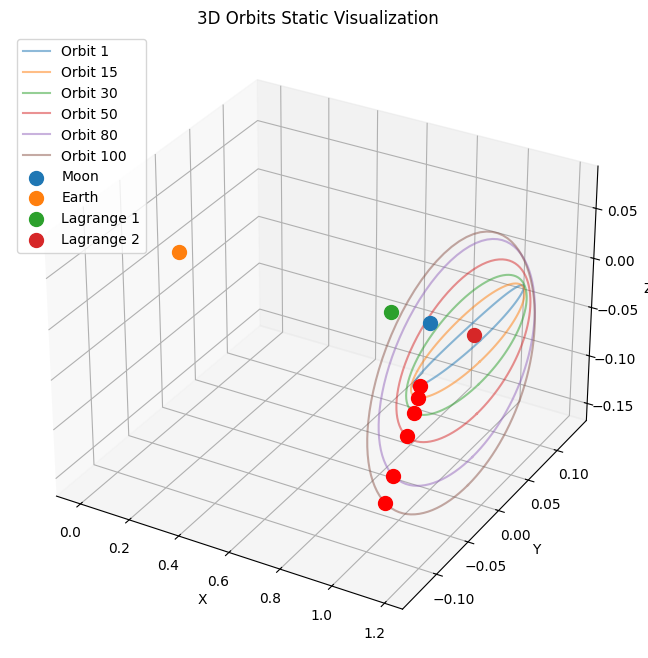 3D Orbits Static Visualization
Orbit 1
Orbit 15
Orbit 30
Orbit 50
Orbit 80
Orbit 100
Moon
Earth
Lagrange 1
Lagrange 2
0.05
0.00
−0.05
−0.10
−0.15
0.10
0.05
0.00
−0.05
−0.10
Y
0.0
0.2
0.4
0.6
0.8
1.0
1.2
X